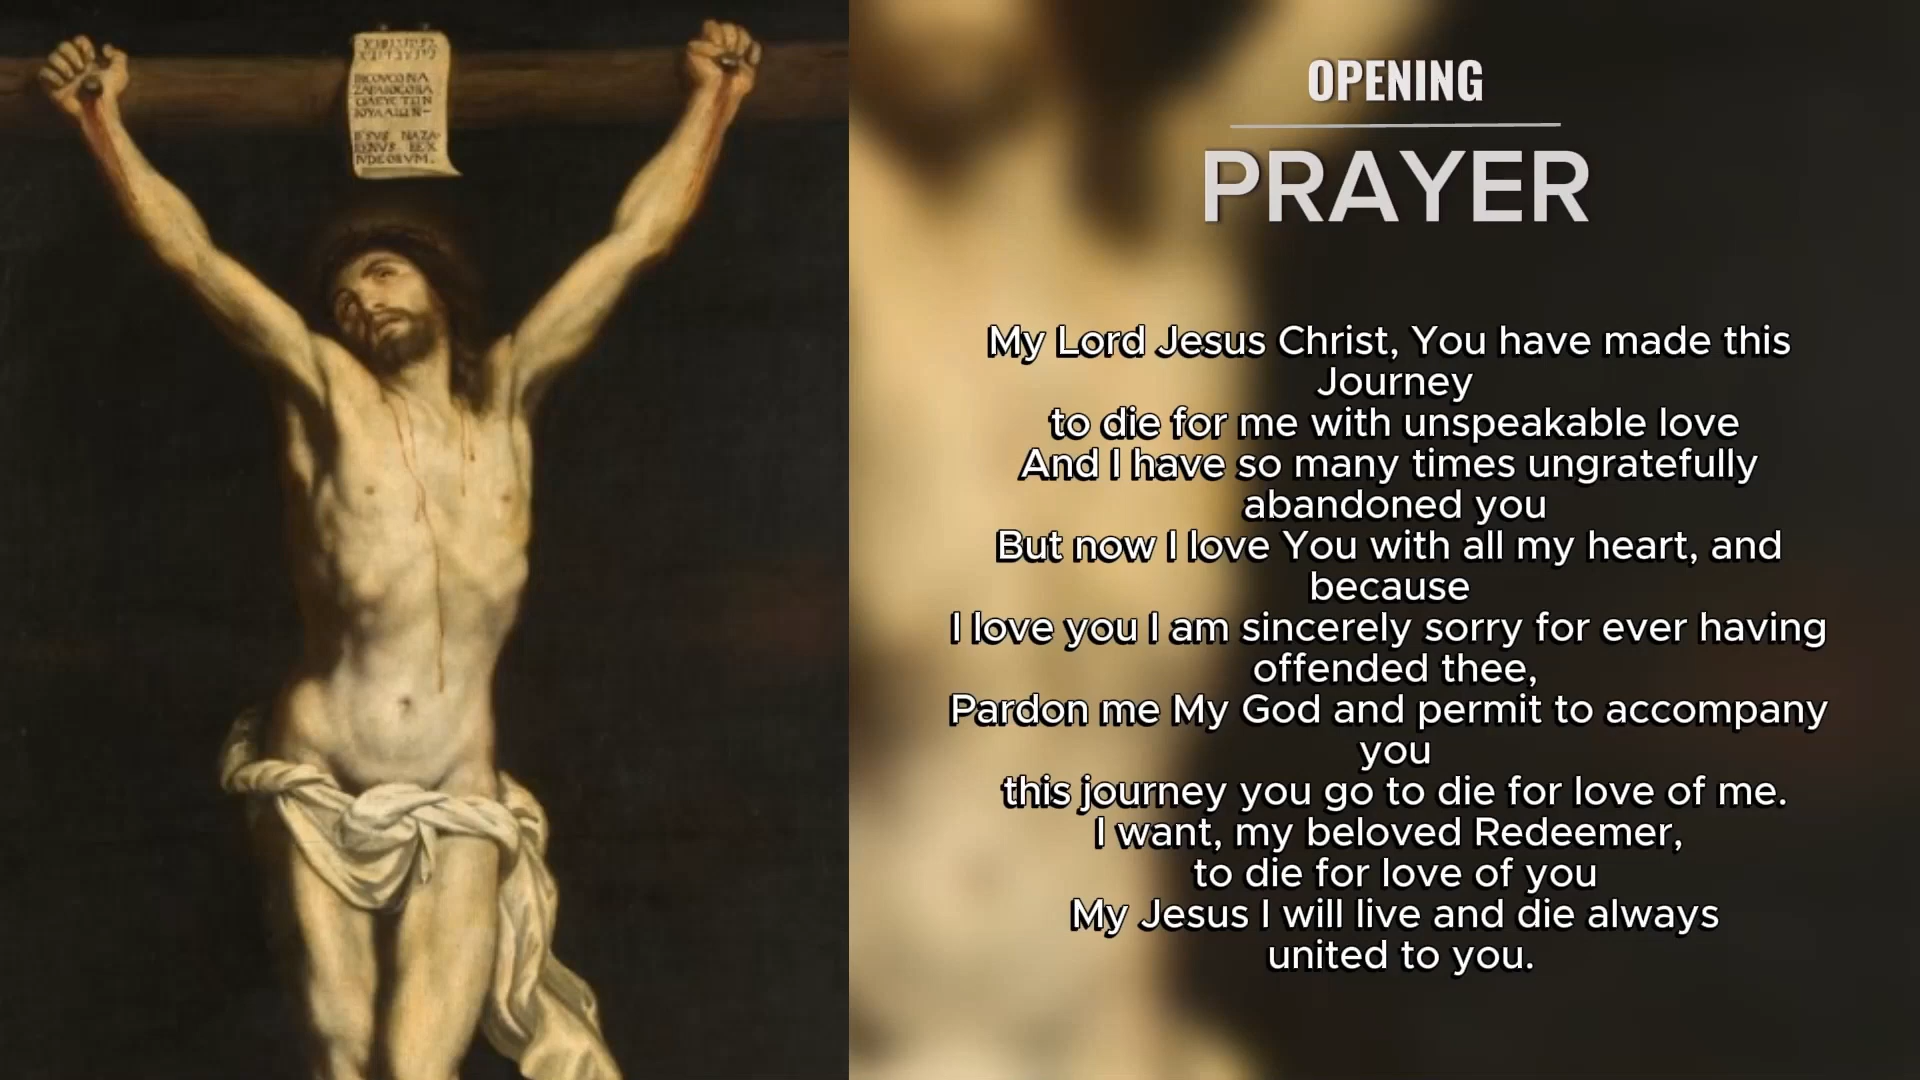 OPENING
PRAYER
My Lord Jesus Christ, You have made this
Journey
to die for me with unspeakable love
And I have so many times ungratefully
abandoned you
But now I love You with all my heart, and
because
I love you I am sincerely sorry for ever having
offended thee,
Pardon me My God and permit to accompany
you
this journey you go to die for love of me.
I want, my beloved Redeemer,
to die for love of you
My Jesus I will live and die always
united to you.